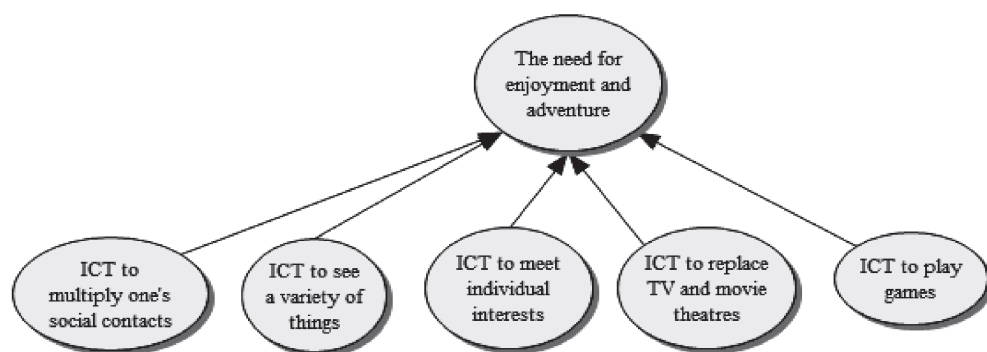 The need for
enjoyment and
adventure
ICT to
multiply one's
social contacts
ICT to see
a variety of
things
ICT to meet
individual
interests
ICT to replace
TV and movie
theatres
ICT to play
games